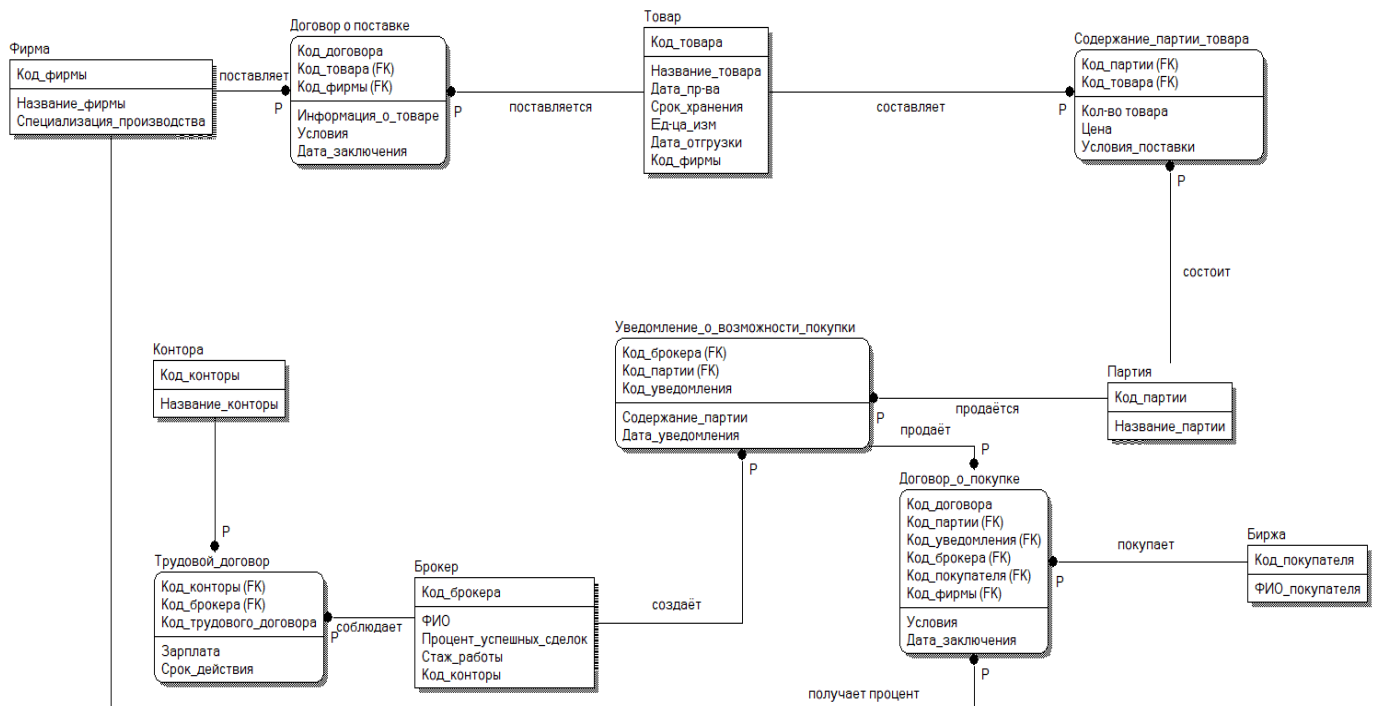 Фирма
Код_фирмы
Название_фирмы
Специализация_производства
поставляет
P
Договор о поставке
Код_договора
Код_товара (FK)
Код_фирмы (FK)
Информация_о_товаре
Условия
Дата_заключения
P
поставляется
Товар
Код_товара
Название_товара
Дата_пр-ва
Срок_хранения
Ед-ца_изм
Дата_отгрузки
Код_фирмы
составляет
P
Содержание_партии_товара
Код_партии (FK)
Код_товара (FK)
Кол-во товара
Цена
Условия_поставки
P
состоит
Контора
Код_конторы
Название_конторы
P
Уведомление_о_возможности_покупки
Код_брокера (FK)
Код_партии (FK)
Код_уведомления
Содержание_партии
Дата_уведомления
P
продаётся
Партия
Код_партии
Название_партии
продаёт
P
P
Трудовой_договор
Код_конторы (FK)
Код_брокера (FK)
Код_трудового_договора
Зарплата
Срок_действия
P
соблюдает
Брокер
Код_брокера
ФИО
Процент_успешных_сделок
Стаж_работы
Код_конторы
создаёт
Договор_о_покупке
Код_договора
Код_партии (FK)
Код_уведомления (FK)
Код_брокера (FK)
Код_покупателя (FK)
Код_фирмы (FK)
Условия
Дата_заключения
P
покупает
Биржа
Код_покупателя
ФИО_покупателя
P
получает процент